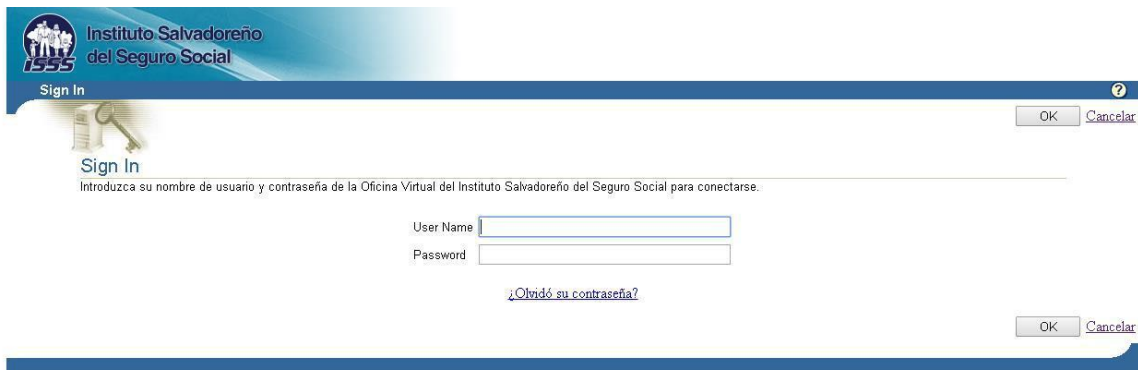 Instituto Salvadoreño
del Seguro Social
ISSS
Sign In
?
OK Cancelar
Sign In
Introduzca su nombre de usuario y contraseña de la Oficina Virtual del Instituto Salvadoreño del Seguro Social para conectarse.
User Name
Password
¿Olvidó su contraseña?
OK Cancelar